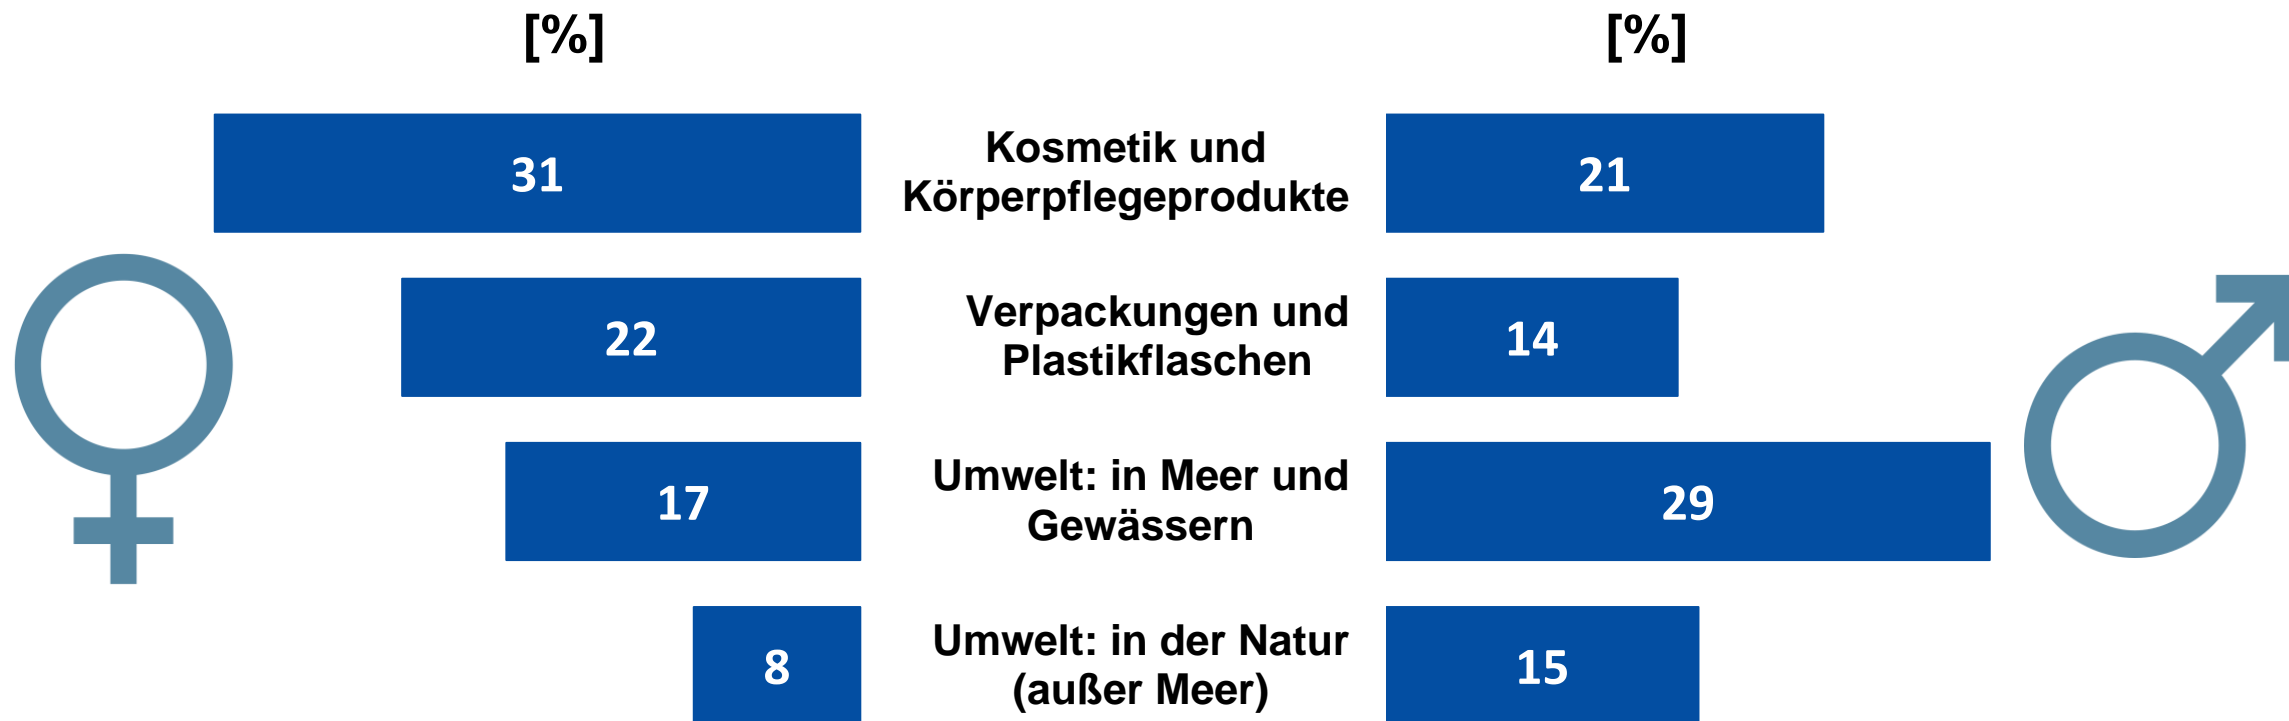 [%] [%]
31 Kosmetik und 21
Körperpflegeprodukte
22 Verpackungen und 14
Plastikflaschen
17 Umwelt: in Meer und 29
Gewässern
8 Umwelt: in der Natur 15
(außer Meer)